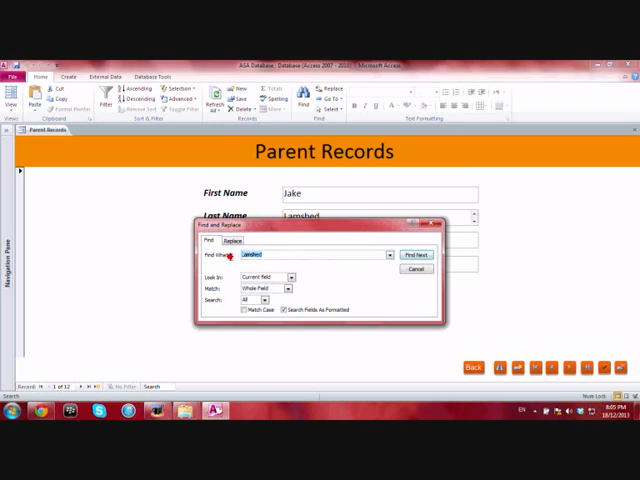 ASA Database : Database (Access 2007 - 2010) - Microsoft Access
File Home Create External Data Database Tools
View Paste Cut Copy Format Painter Filter Ascending Descending Remove Sort Selection Advanced Toggle Filter Refresh All New Save Delete Totals Spelling More Find Replace Go To Select
Views Clipboard Sort & Filter Records Find Text Formatting
Parent Records
Parent Records
First Name Jake
Last Name Lamshed
Find and Replace
Find Replace
Find What: Lamshed Find Next
Cancel
Look In: Current field
Match: Whole Field
Search: All
Match Case Search Fields As Formatted
Navigation Pane
Back
Record: 1 of 12 No Filter Search
Search Num Lock
EN 8:05 PM
18/12/2013